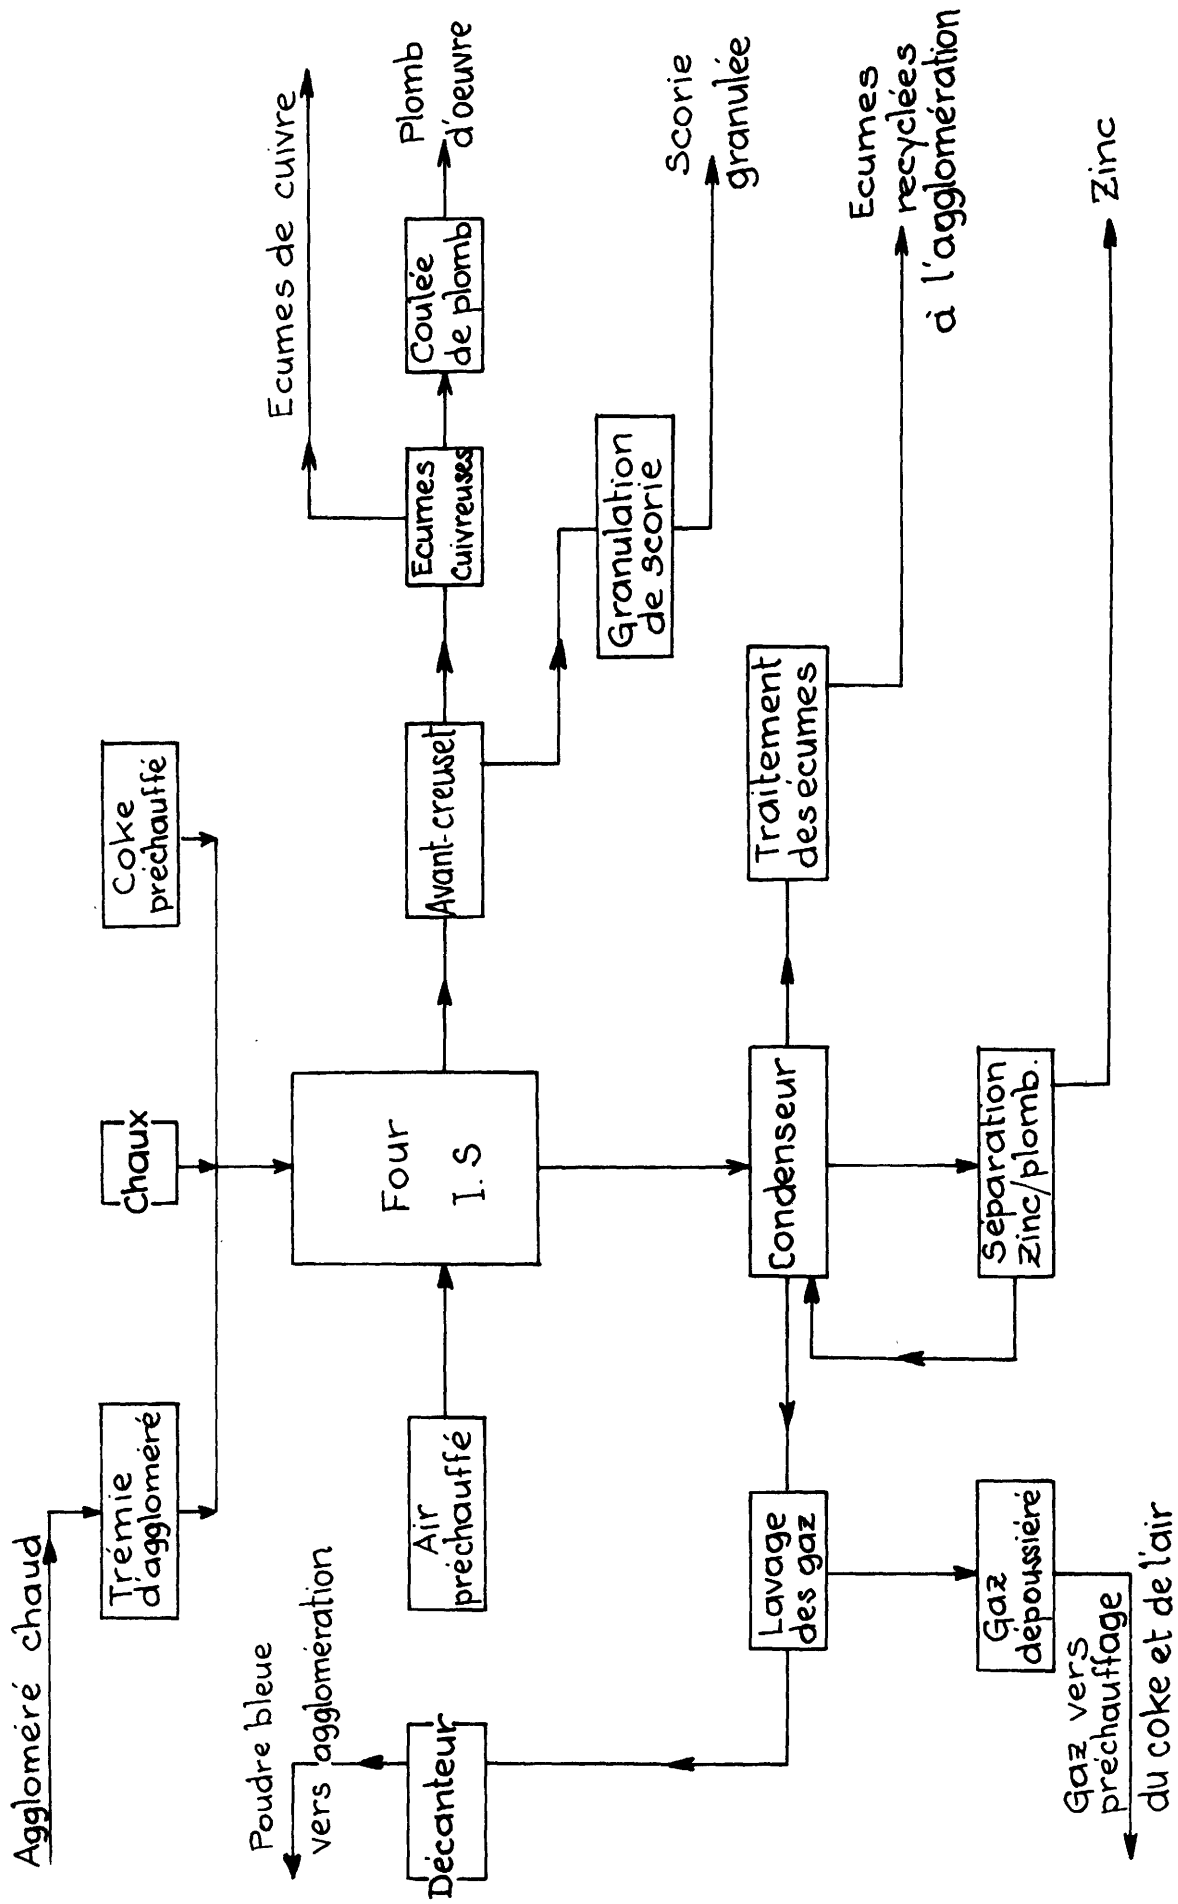 Aggloméré chaud
Trémie
d'aggloméré
Chaux
Coke
préchauffé
Poudre bleue
vers agglomération
Décanteur
Air
préchauffé
Four
I.S
Avant-creuset
Ecumes
Cuivreuses
Ecumes de cuivre
Coulée
de plomb
Plomb
d'oeuvre
Granulation
de scorie
Scorie
granulée
Lavage
des gaz
Condenseur
Traitement
des écumes
Ecumes
recyclées
à l'agglomération
Gaz
dépoussiéré
Gaz vers
préchauffage
du coke et de l'air
Séparation
zinc/plomb.
Zinc